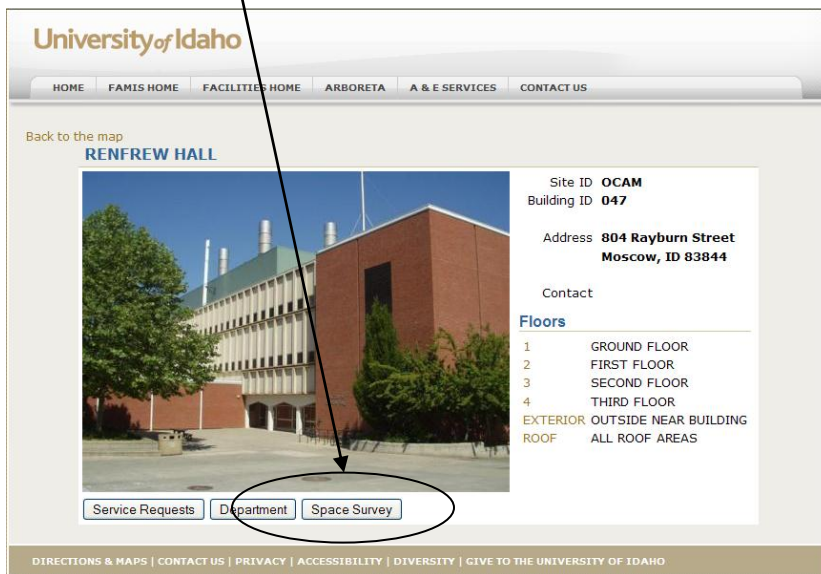 University of Idaho
HOME FAMIS HOME FACILITIES HOME ARBORETA A & E SERVICES CONTACT US
Back to the map
RENFREW HALL
Site ID OCAM
Building ID 047
Address 804 Rayburn Street
Moscow, ID 83844
Contact
Floors
1 GROUND FLOOR
2 FIRST FLOOR
3 SECOND FLOOR
4 THIRD FLOOR
EXTERIOR OUTSIDE NEAR BUILDING
ROOF ALL ROOF AREAS
Service Requests Department Space Survey
DIRECTIONS & MAPS | CONTACT US | PRIVACY | ACCESSIBILITY | DIVERSITY | GIVE TO THE UNIVERSITY OF IDAHO